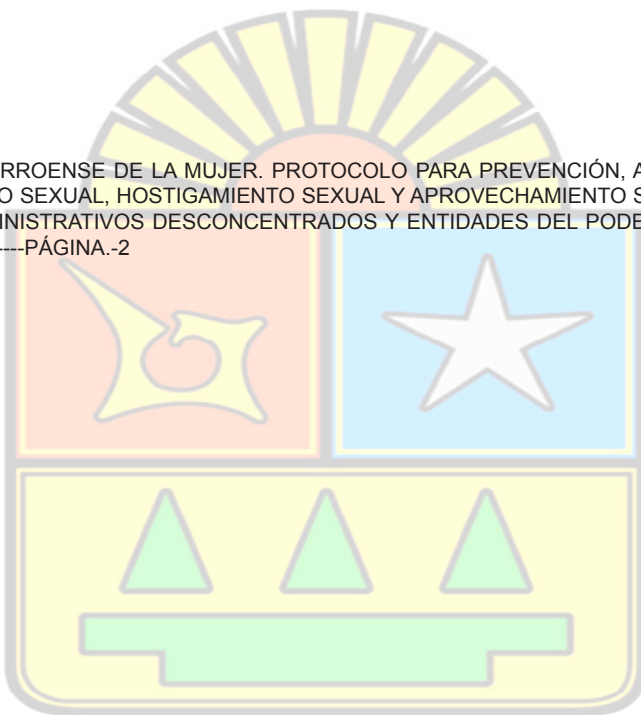 RROENSE DE LA MUJER. PROTOCOLO PARA PREVENCIÓN, A
O SEXUAL, HOSTIGAMIENTO SEXUAL Y APROVECHAMIENTO S
INISTRATIVOS DESCONCENTRADOS Y ENTIDADES DEL PODE
----PÁGINA.-2